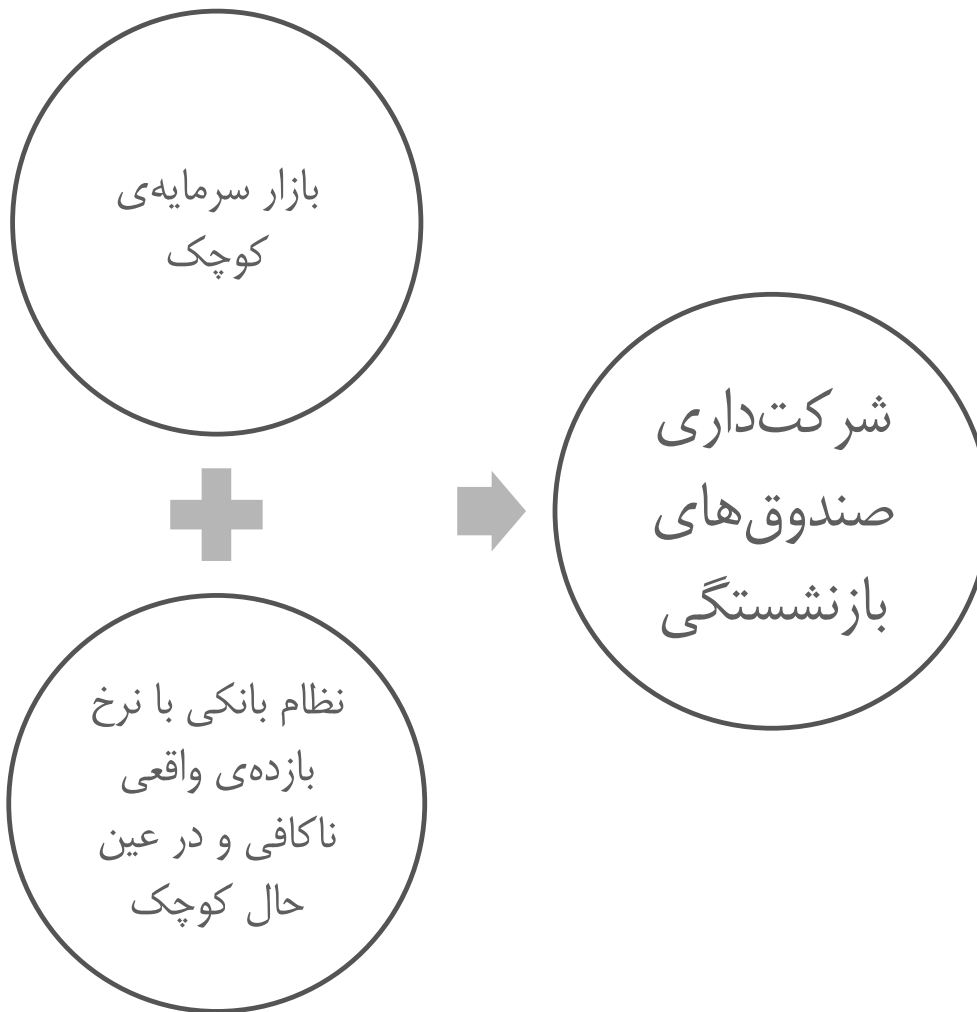 بازار سرمایه‌ی
کوچک
نظام بانکی با نرخ
بازده‌ی واقعی
ناکافی و در عین
حال کوچک
شرکت‌داری
صندوق‌های
بازنشستگی